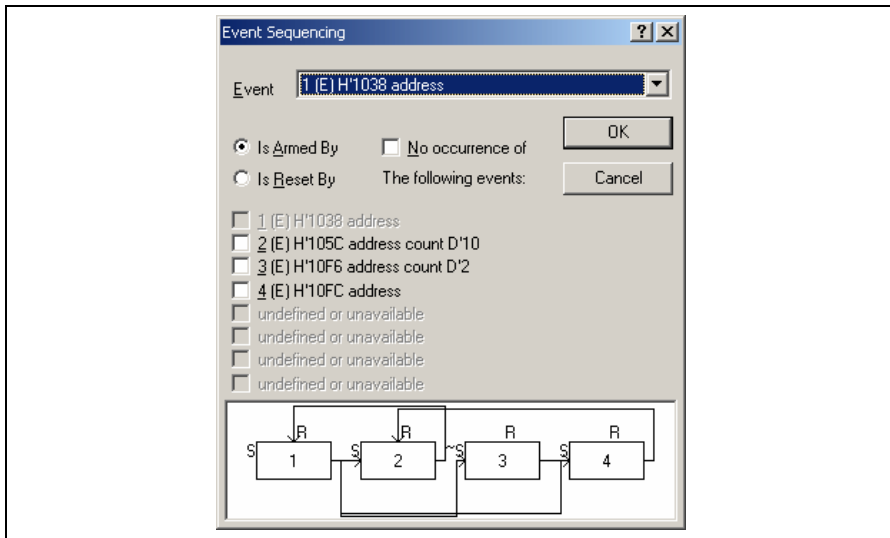 Event Sequencing
Event 1 (E) H'1038 address
OK
Is Armed By No occurrence of
Is Reset By The following events:
Cancel
1 (E) H'1038 address
2 (E) H'105C address count D'10
3 (E) H'10F6 address count D'2
4 (E) H'10FC address
undefined or unavailable
undefined or unavailable
undefined or unavailable
undefined or unavailable
R R R R
S S ~S S
1 2 3 4